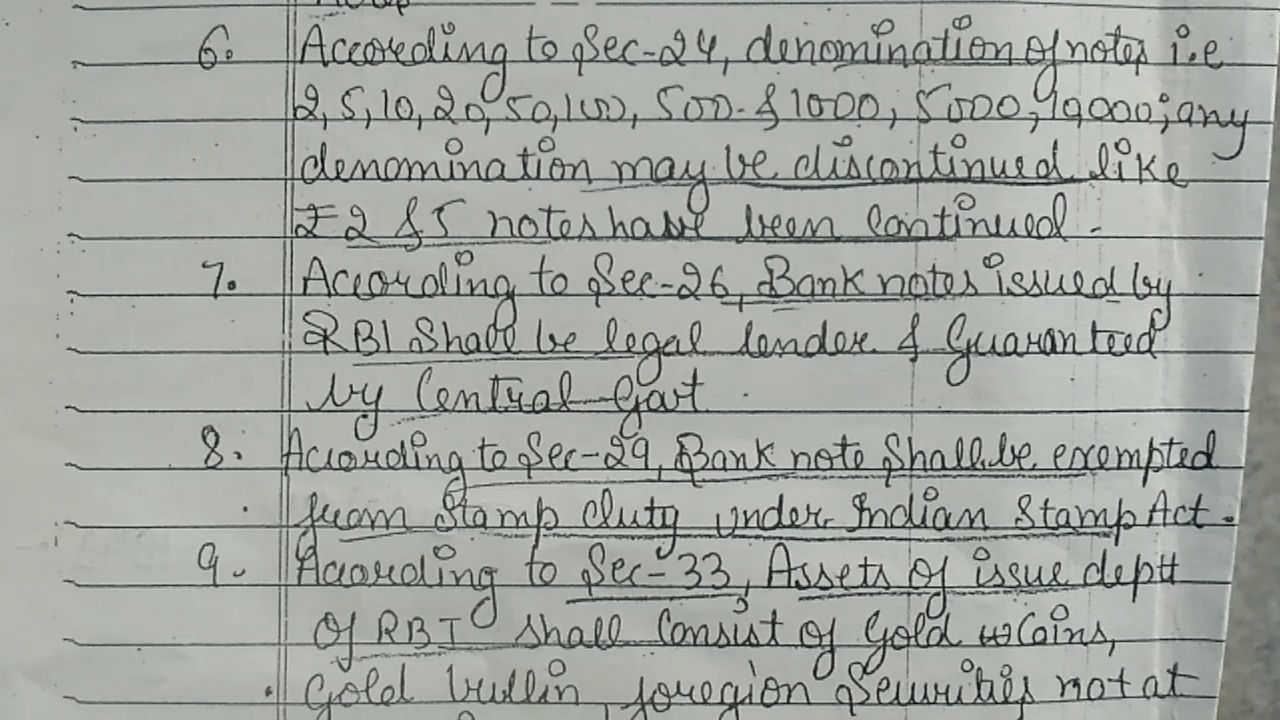 6. According to Sec-24, denomination of notes i.e
2, 5, 10, 20, 50, 100, 500 & 1000, 5000, 10,000; any
denomination may be discontinued like
₹2 & 5 notes have been continued.
7. According to Sec-26, Bank notes issued by
RBI Shall be legal tender & Guaranteed
by Central Govt.
8. According to Sec-29, Bank note Shall be exempted
from Stamp duty under Indian Stamp Act.
9. According to Sec-33, Assets of issue deptt
of RBI shall Consist of Gold Coins,
Gold bullin, foregion Securities not at